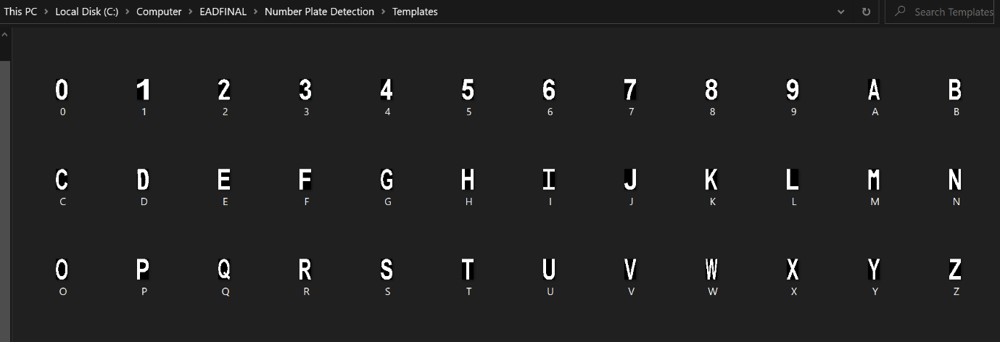 This PC > Local Disk (C:) > Computer > EADFINAL > Number Plate Detection > Templates
Search Templates
0 1 2 3 4 5 6 7 8 9 A B
0 1 2 3 4 5 6 7 8 9 A B
C D E F G H I J K L M N
C D E F G H I J K L M N
O P Q R S T U V W X Y Z
O P Q R S T U V W X Y Z